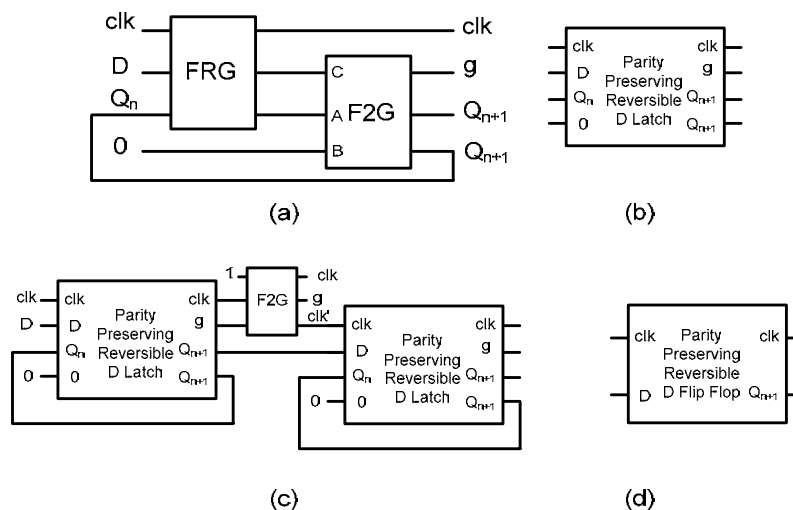 clk
FRG
clk
D
C
g
Qn
F2G
A
Qn+1
0
B
Qn+1
(a)
clk
D
Qn
0
Parity
Preserving
Reversible
D Latch
clk
g
Qn+1
Qn+1
(b)
clk
D
0
clk
D
Qn
0
Parity
Preserving
Reversible
D Latch
clk
g
Qn+1
Qn+1
1
F2G
clk
g
clk'
0
clk
D
Qn
0
Parity
Preserving
Reversible
D Latch
clk
g
Qn+1
Qn+1
(c)
clk
D
Parity
Preserving
Reversible
D Flip Flop
clk
Qn+1
(d)